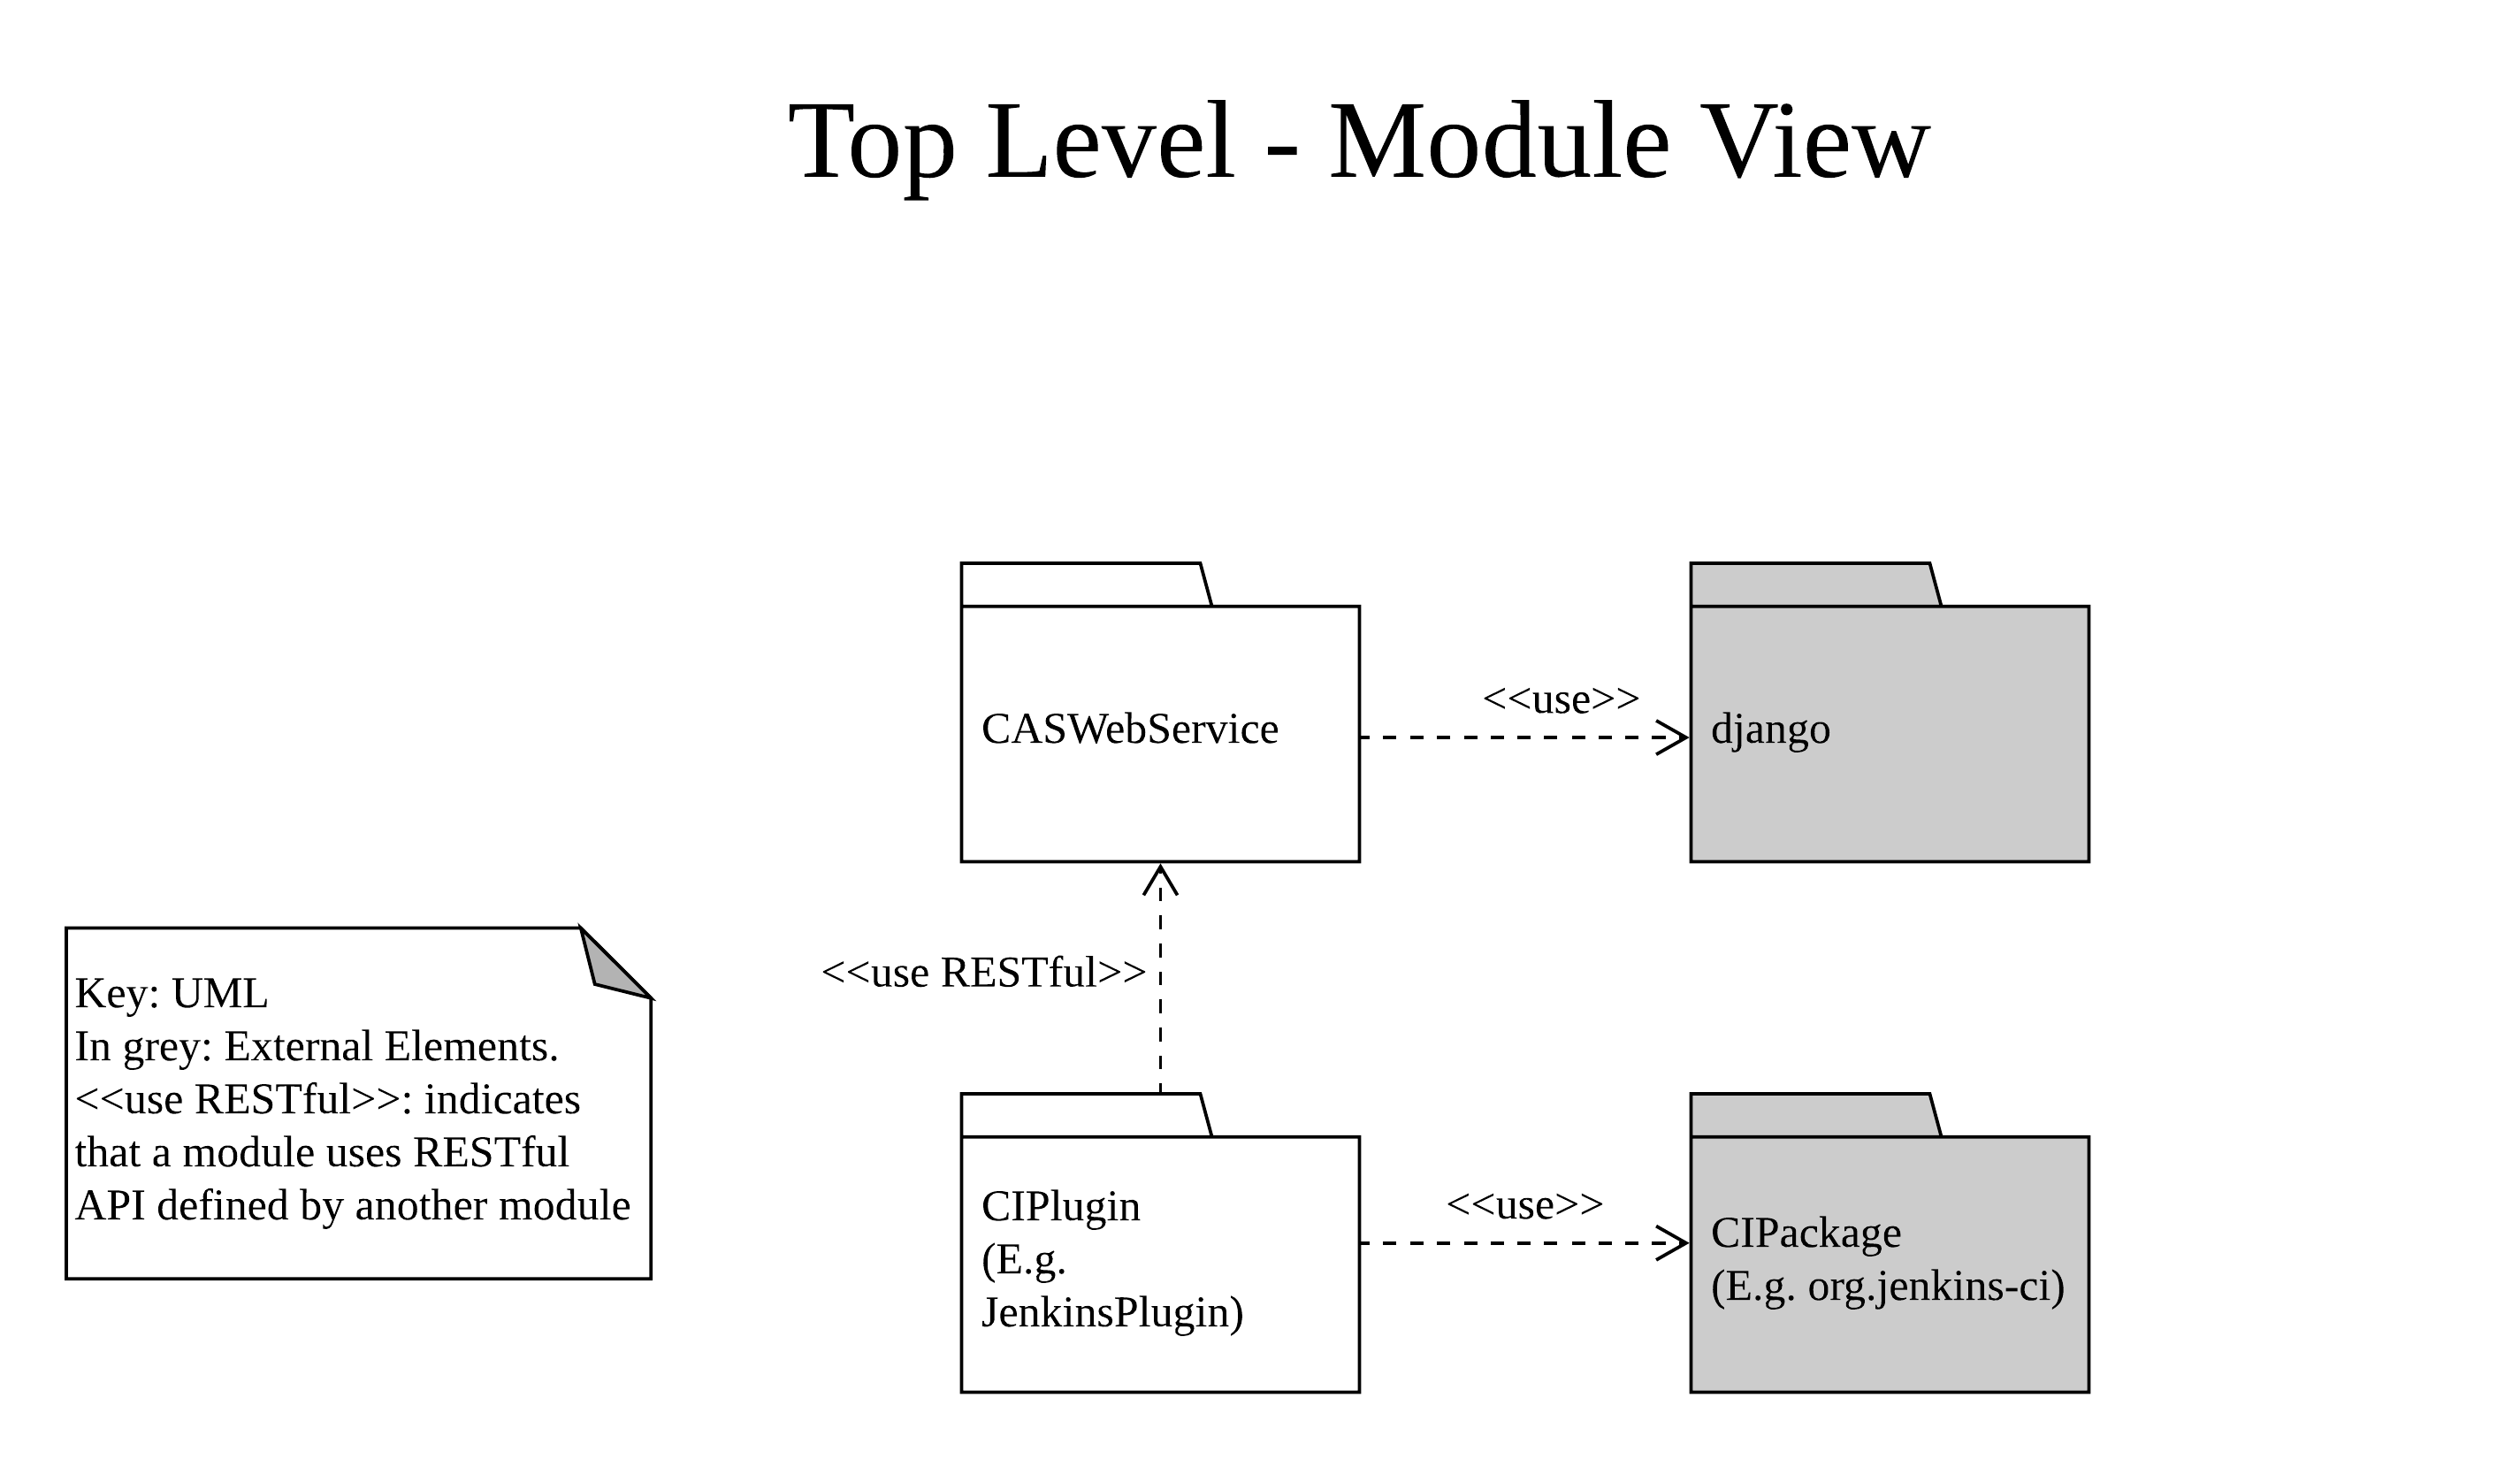 Top Level - Module View
CASWebService
<<use>>
django
<<use RESTful>>
Key: UML
In grey: External Elements.
<<use RESTful>>: indicates
that a module uses RESTful
API defined by another module
CIPlugin
(E.g.
JenkinsPlugin)
<<use>>
CIPackage
(E.g. org.jenkins-ci)